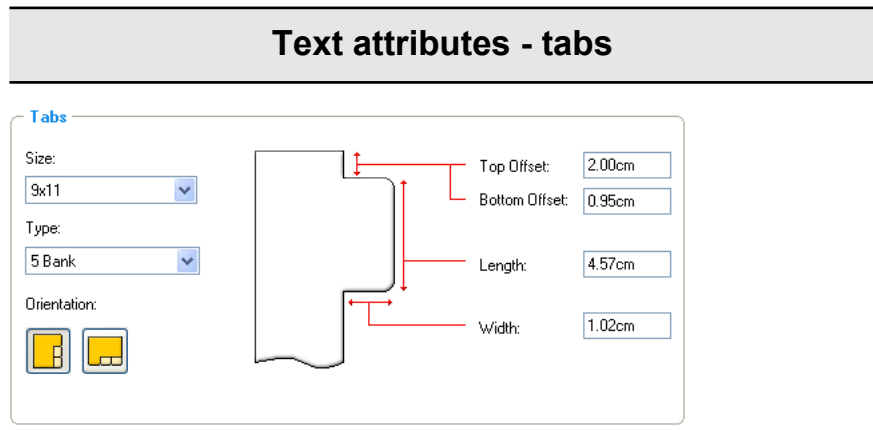 Text attributes - tabs
Tabs
Size:
9x11
Type:
5 Bank
Orientation:
Top Offset: 2.00cm
Bottom Offset: 0.95cm
Length: 4.57cm
Width: 1.02cm